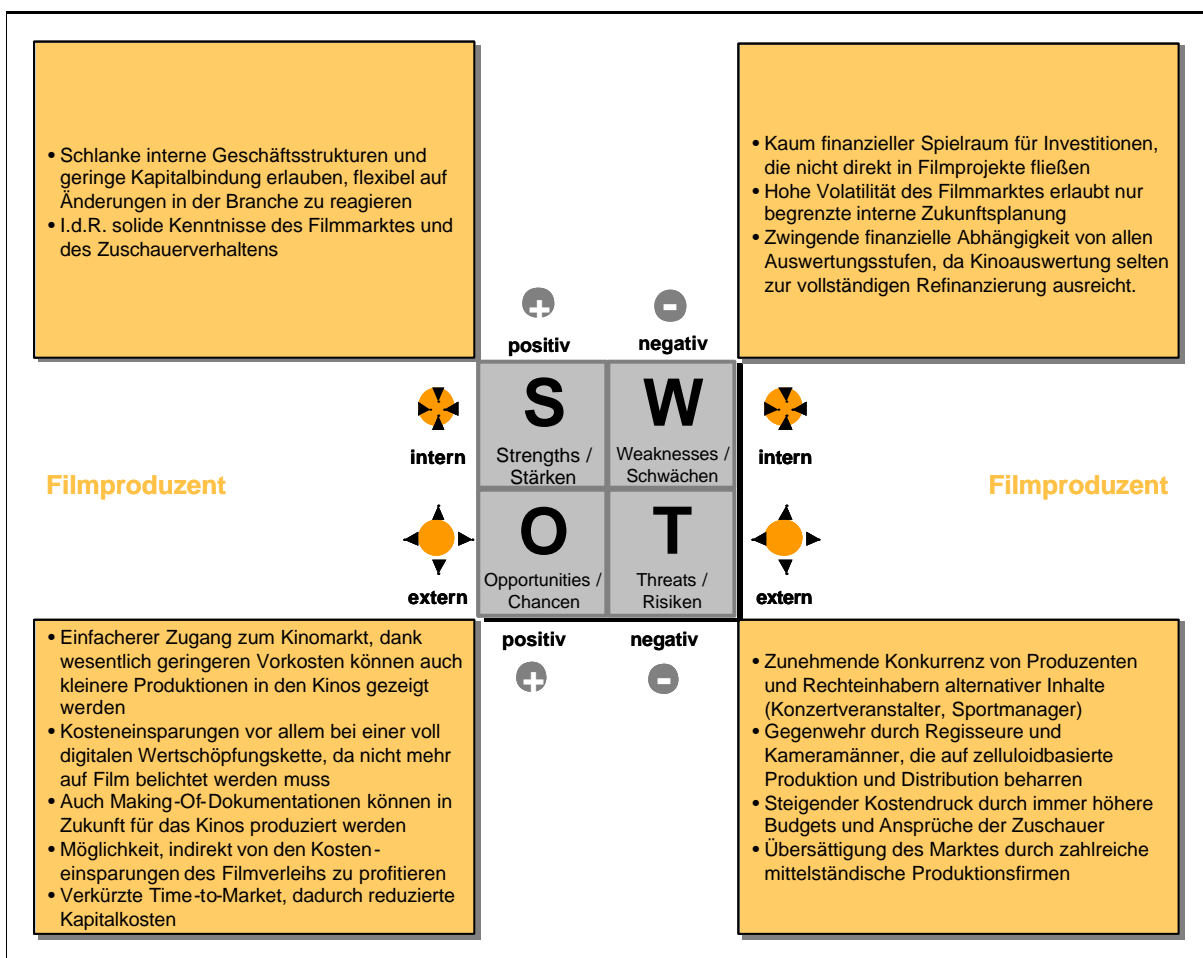 • Schlanke interne Geschäftsstrukturen und
geringe Kapitalbindung erlauben, flexibel auf
Änderungen in der Branche zu reagieren
• I.d.R. solide Kenntnisse des Filmmarktes und
des Zuschauerverhaltens
• Kaum finanzieller Spielraum für Investitionen,
die nicht direkt in Filmprojekte fließen
• Hohe Volatilität des Filmmarktes erlaubt nur
begrenzte interne Zukunftsplanung
• Zwingende finanzielle Abhängigkeit von allen
Auswertungsstufen, da Kinoauswertung selten
zur vollständigen Refinanzierung ausreicht.
+ -
positiv negativ
S W
Strengths / Weaknesses /
Stärken Schwächen
intern intern
Filmproduzent Filmproduzent
O T
Opportunities / Threats /
Chancen Risiken
extern extern
positiv negativ
+ -
• Einfacherer Zugang zum Kinomarkt, dank
wesentlich geringeren Vorkosten können auch
kleinere Produktionen in den Kinos gezeigt
werden
• Kosteneinsparungen vor allem bei einer voll
digitalen Wertschöpfungskette, da nicht mehr
auf Film belichtet werden muss
• Auch Making-Of-Dokumentationen können in
Zukunft für das Kinos produziert werden
• Möglichkeit, indirekt von den Kosten-
einsparungen des Filmverleihs zu profitieren
• Verkürzte Time-to-Market, dadurch reduzierte
Kapitalkosten
• Zunehmende Konkurrenz von Produzenten
und Rechteinhabern alternativer Inhalte
(Konzertveranstalter, Sportmanager)
• Gegenwehr durch Regisseure und
Kameramänner, die auf zelluloidbasierte
Produktion und Distribution beharren
• Steigender Kostendruck durch immer höhere
Budgets und Ansprüche der Zuschauer
• Übersättigung des Marktes durch zahlreiche
mittelständische Produktionsfirmen